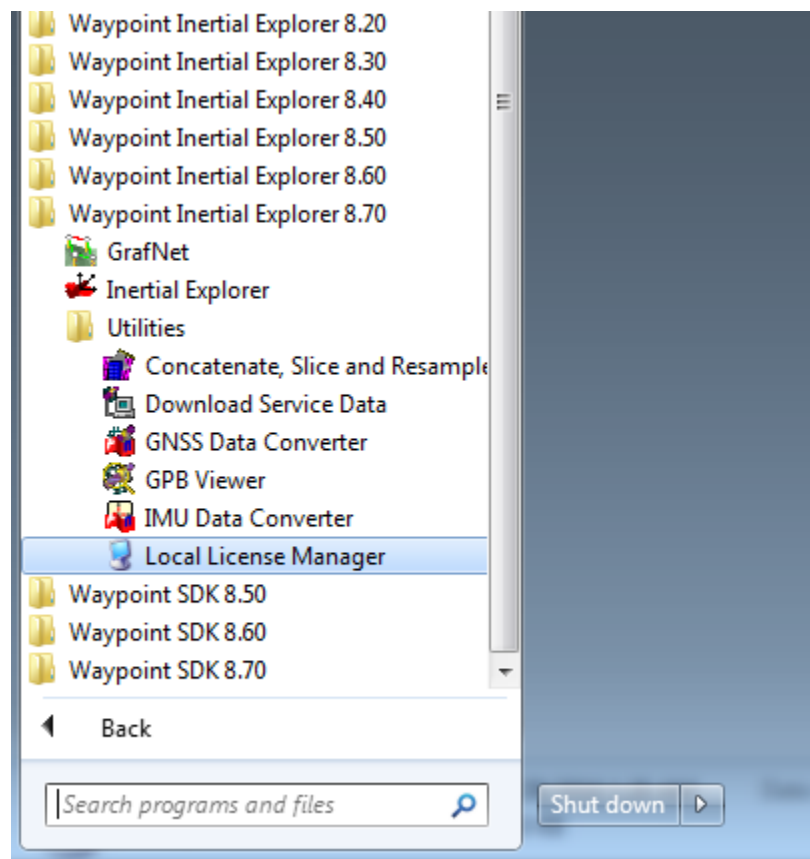 Waypoint Inertial Explorer 8.20
Waypoint Inertial Explorer 8.30
Waypoint Inertial Explorer 8.40
Waypoint Inertial Explorer 8.50
Waypoint Inertial Explorer 8.60
Waypoint Inertial Explorer 8.70
GrafNet
Inertial Explorer
Utilities
Concatenate, Slice and Resample
Download Service Data
GNSS Data Converter
GPB Viewer
IMU Data Converter
Local License Manager
Waypoint SDK 8.50
Waypoint SDK 8.60
Waypoint SDK 8.70
Back
Search programs and files
Shut down